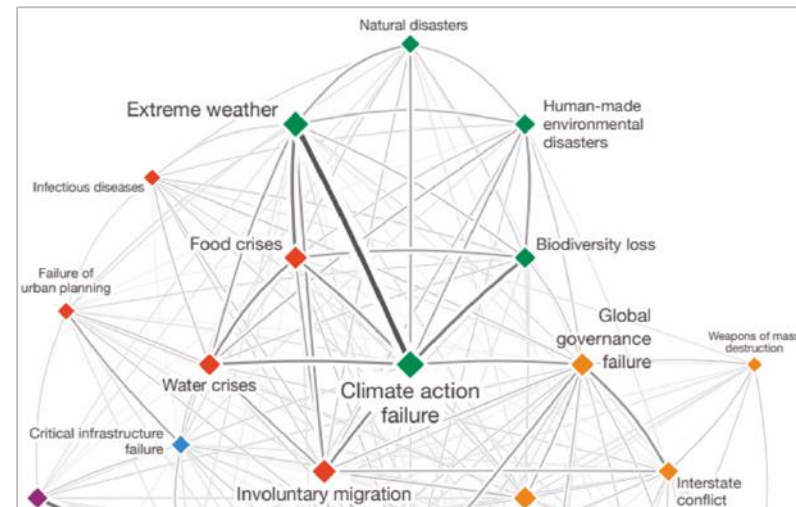 Natural disasters
Extreme weather
Human-made
environmental
disasters
Infectious diseases
Food crises
Biodiversity loss
Failure of
urban planning
Global
governance
failure
Weapons of mass
destruction
Water crises
Climate action
failure
Critical infrastructure
failure
Involuntary migration
Interstate
conflict